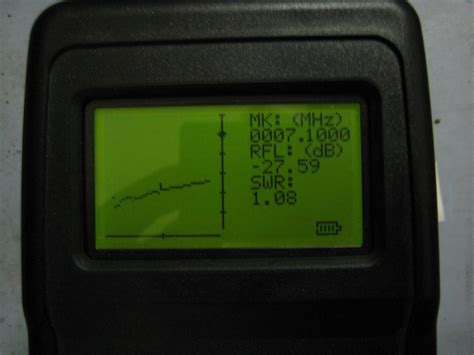 MK: (MHz)
0007.1000
RFL: (dB)
-27.59
SWR:
1.08